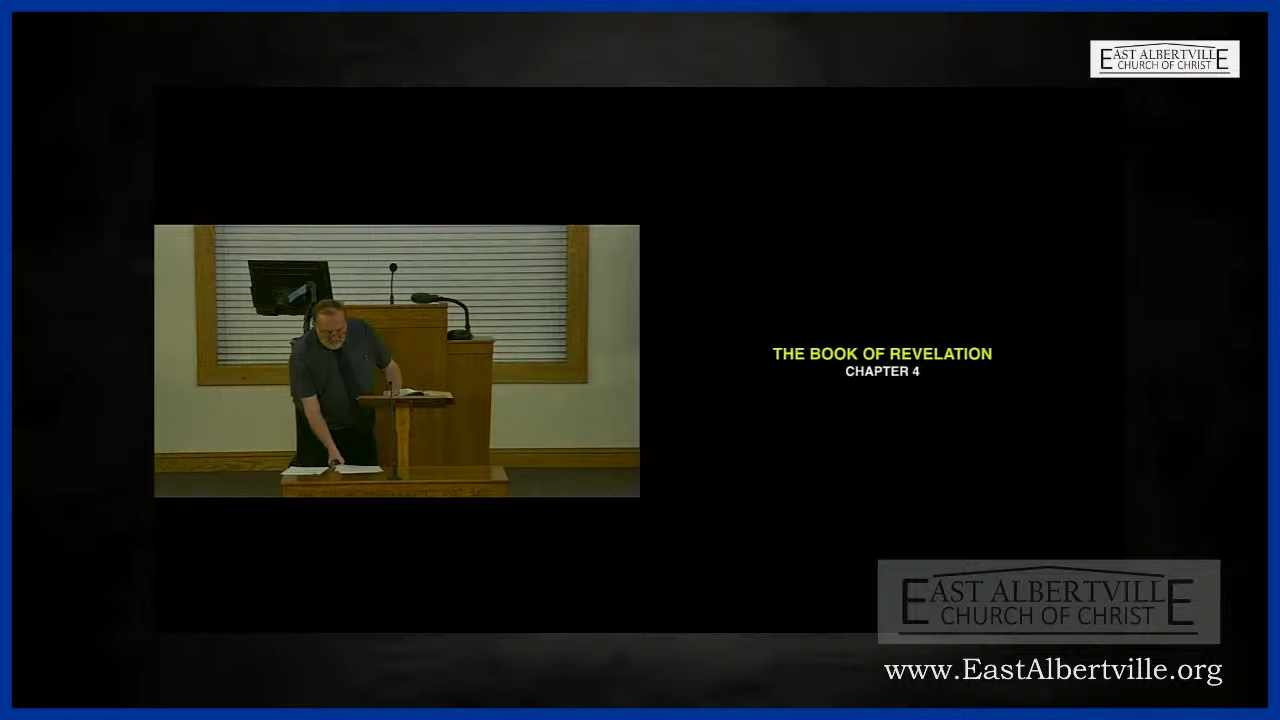 EAST ALBERTVILLE
CHURCH OF CHRIST
THE BOOK OF REVELATION
CHAPTER 4
EAST ALBERTVILLE
CHURCH OF CHRIST
www.EastAlbertville.org